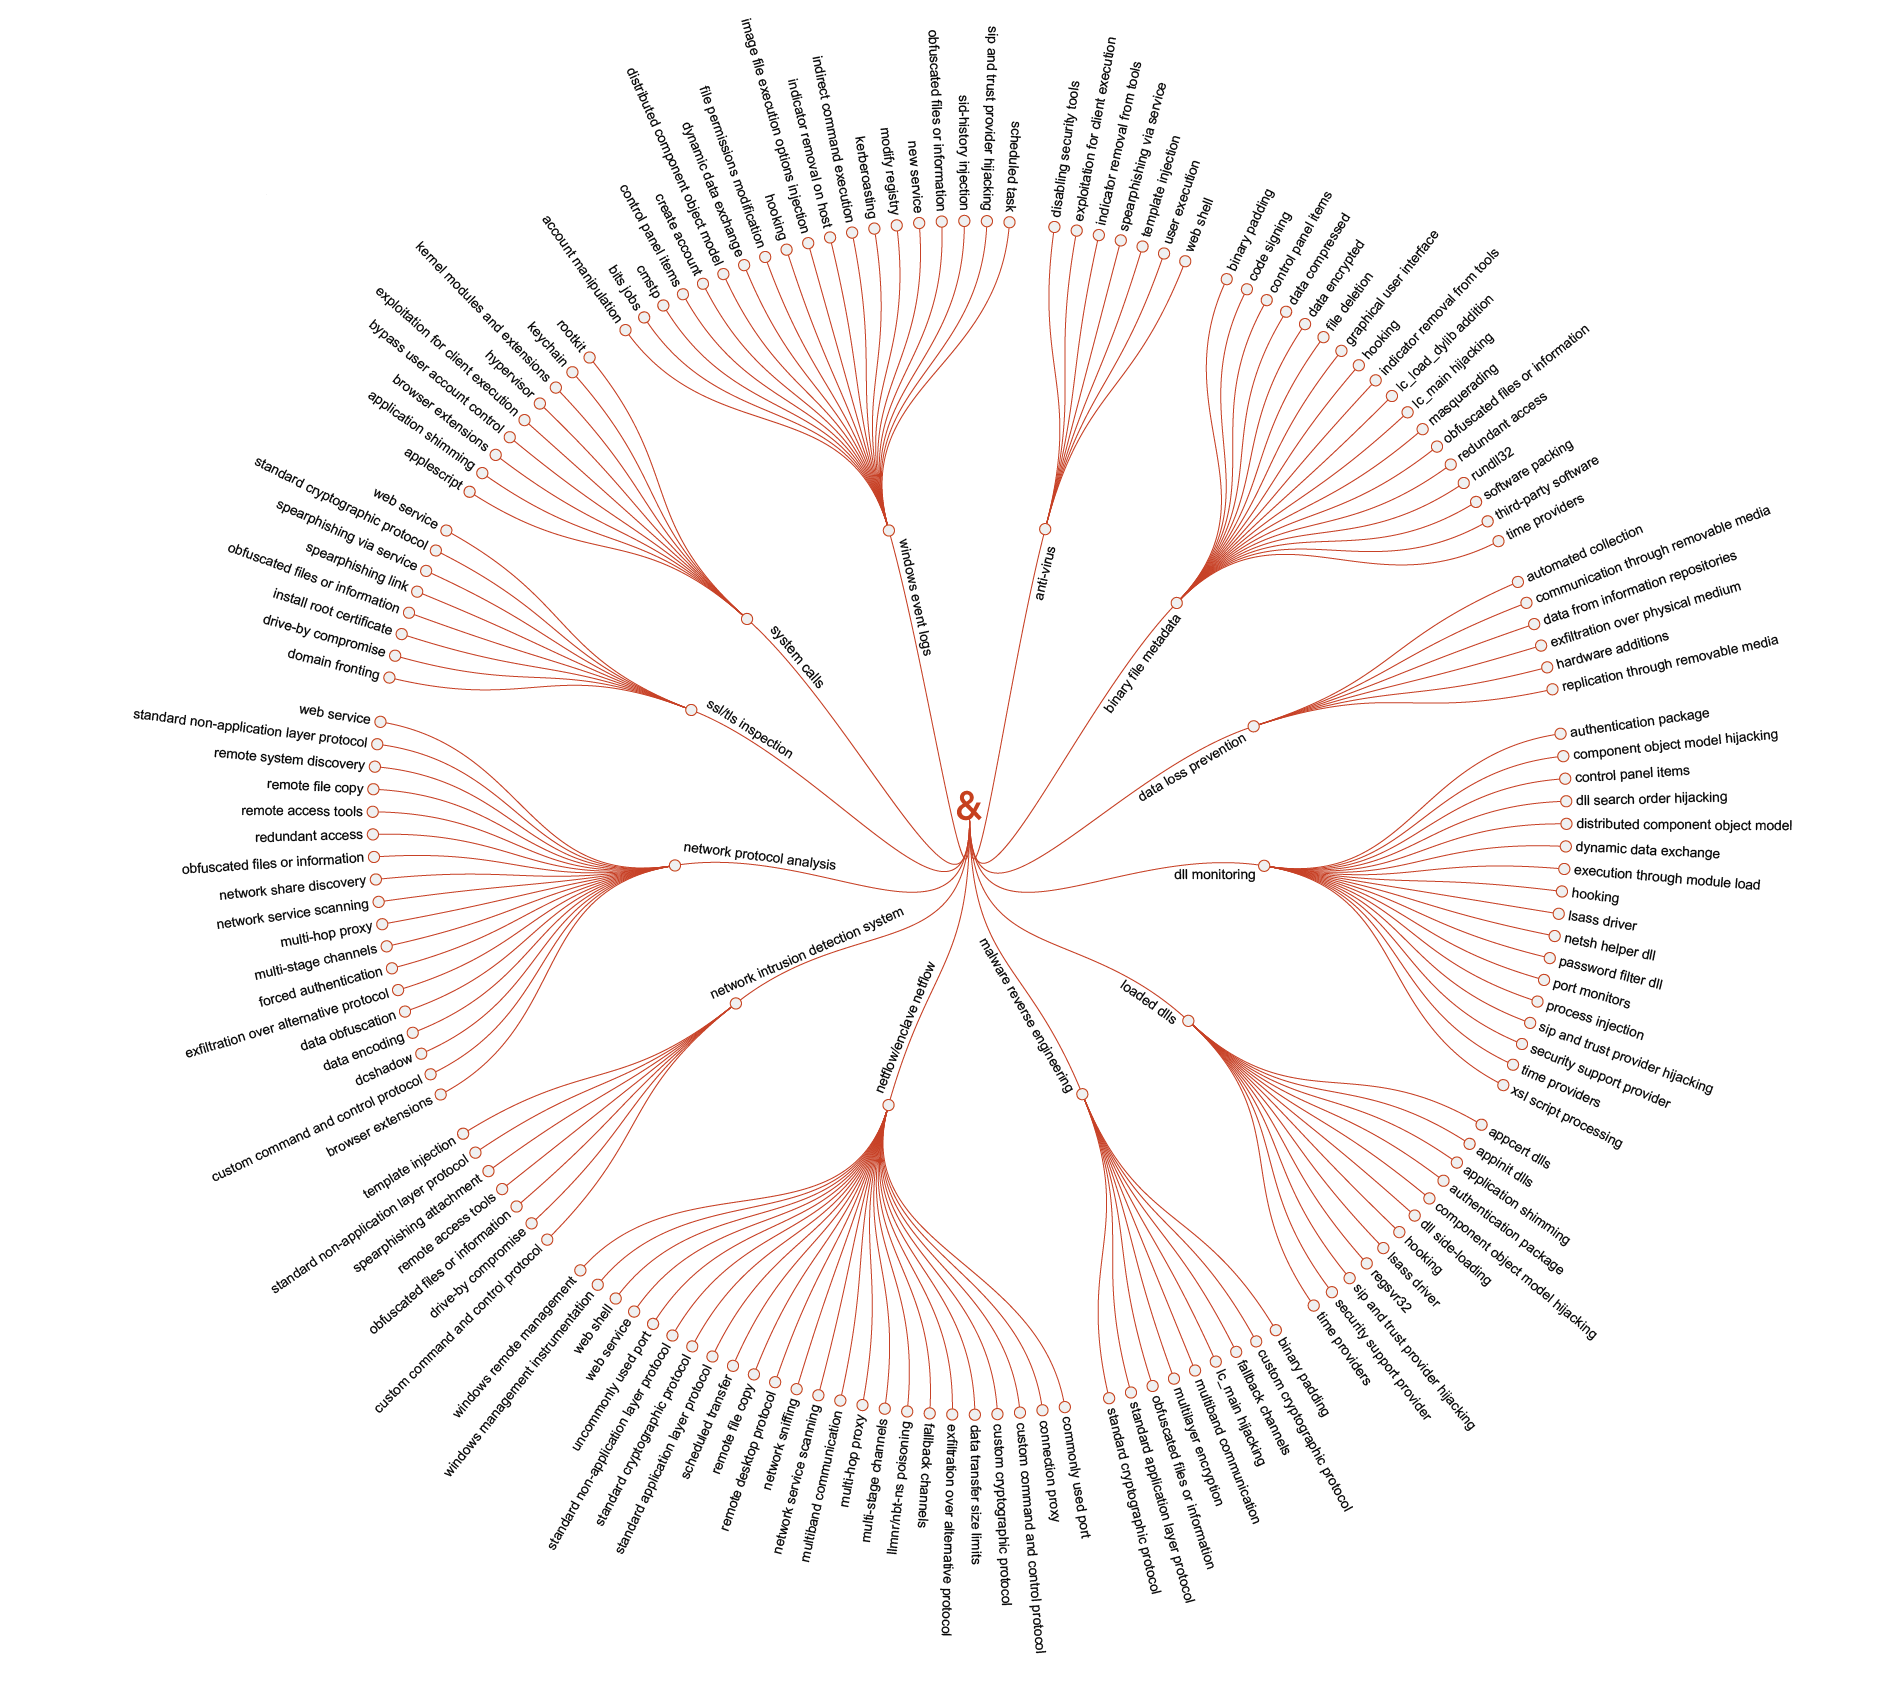 &
anti-virus
disabling security tools
exploitation for client execution
indicator removal from tools
spearphishing via service
template injection
user execution
web shell
binary file metadata
binary padding
code signing
control panel items
data compressed
data encrypted
file deletion
graphical user interface
hooking
indicator removal from tools
lc_load_dylib addition
lc_main hijacking
masquerading
obfuscated files or information
redundant access
rundll32
software packing
third-party software
time providers
data loss prevention
automated collection
communication through removable media
data from information repositories
exfiltration over physical medium
hardware additions
replication through removable media
dll monitoring
authentication package
component object model hijacking
control panel items
dll search order hijacking
distributed component object model
dynamic data exchange
execution through module load
hooking
lsass driver
netsh helper dll
password filter dll
port monitors
process injection
sip and trust provider hijacking
security support provider
time providers
xsl script processing
loaded dlls
appcert dlls
appinit dlls
application shimming
authentication package
component object model hijacking
dll side-loading
hooking
lsass driver
regsvr32
sip and trust provider hijacking
security support provider
time providers
malware reverse engineering
binary padding
custom cryptographic protocol
fallback channels
lc_main hijacking
multiband communication
multilayer encryption
obfuscated files or information
standard application layer protocol
standard cryptographic protocol
netflow/enclave netflow
commonly used port
connection proxy
custom command and control protocol
custom cryptographic protocol
data transfer size limits
exfiltration over alternative protocol
fallback channels
llmnr/nbt-ns poisoning
multi-stage channels
multi-hop proxy
multiband communication
network service scanning
network sniffing
remote desktop protocol
remote file copy
scheduled transfer
standard application layer protocol
standard cryptographic protocol
standard non-application layer protocol
uncommonly used port
web service
web shell
windows management instrumentation
windows remote management
network intrusion detection system
custom command and control protocol
drive-by compromise
obfuscated files or information
remote access tools
spearphishing attachment
standard non-application layer protocol
template injection
network protocol analysis
browser extensions
custom command and control protocol
dcshadow
data encoding
data obfuscation
exfiltration over alternative protocol
forced authentication
multi-stage channels
multi-hop proxy
network service scanning
network share discovery
obfuscated files or information
redundant access
remote access tools
remote file copy
remote system discovery
standard non-application layer protocol
web service
ssl/tls inspection
domain fronting
drive-by compromise
install root certificate
obfuscated files or information
spearphishing link
spearphishing via service
standard cryptographic protocol
web service
system calls
applescript
application shimming
browser extensions
bypass user account control
exploitation for client execution
hypervisor
kernel modules and extensions
keychain
rootkit
windows event logs
account manipulation
bits jobs
cmstp
control panel items
create account
distributed component object model
dynamic data exchange
file permissions modification
hooking
image file execution options injection
indicator removal on host
indirect command execution
kerberoasting
modify registry
new service
obfuscated files or information
sid-history injection
sip and trust provider hijacking
scheduled task